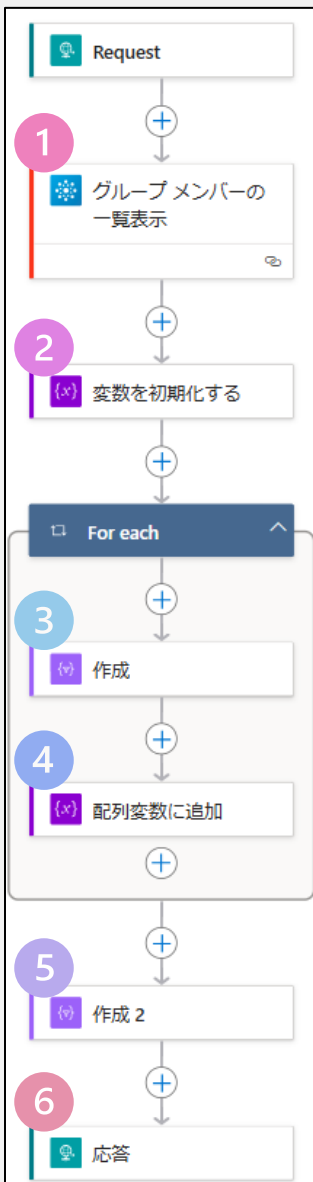 Request
1
グループ メンバーの
一覧表示
2
{x} 変数を初期化する
For each
3
{v} 作成
4
{x} 配列変数に追加
5
{v} 作成 2
6
応答